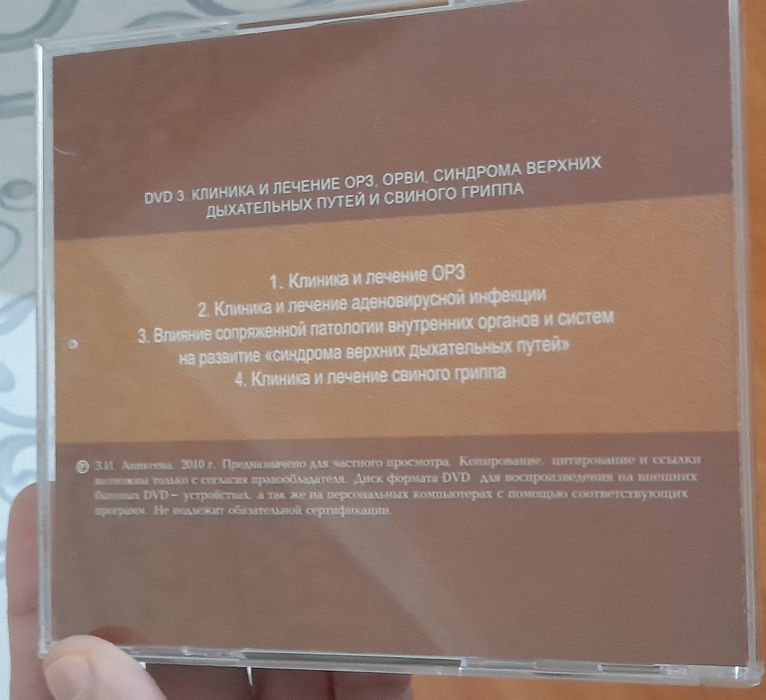 DVD 3. КЛИНИКА И ЛЕЧЕНИЕ ОРЗ, ОРВИ, СИНДРОМА ВЕРХНИХ
ДЫХАТЕЛЬНЫХ ПУТЕЙ И СВИНОГО ГРИППА
1. Клиника и лечение ОРЗ
2. Клиника и лечение аденовирусной инфекции
3. Влияние сопряженной патологии внутренних органов и систем
на развитие «синдрома верхних дыхательных путей»
4. Клиника и лечение свиного гриппа
Ⓟ З.И. Аникеева. 2010 г. Предназначено для частного просмотра. Копирование, цитирование и ссылки
возможны только с согласия правообладателя. Диск формата DVD для воспроизведения на внешних
бытовых DVD – устройствах, а так же на персональных компьютерах с помощью соответствующих
программ. Не подлежит обязательной сертификации.